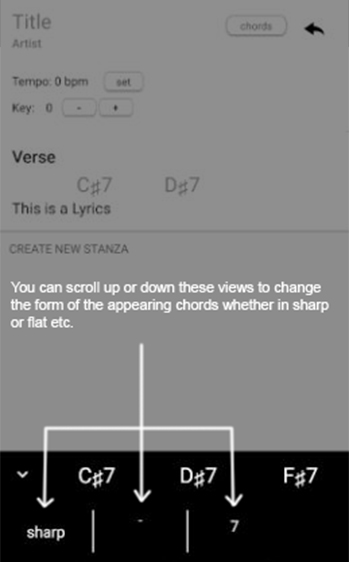 Title
chords
Artist
Tempo: 0 bpm set
Key: 0 - +
Verse
C♯7 D♯7
This is a Lyrics
CREATE NEW STANZA
You can scroll up or down these views to change
the form of the appearing chords whether in sharp
or flat etc.
C♯7 D♯7 F♯7
sharp - 7